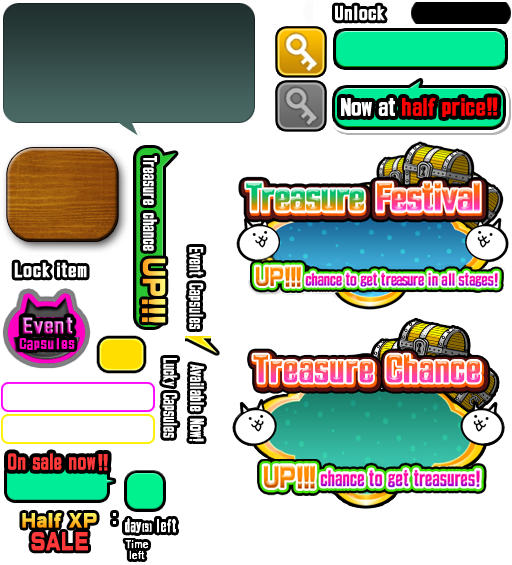 Unlock
Now at half price!!
Treasure chance UP!!!
Treasure Festival
UP!!! chance to get treasure in all stages!
Lock item
Event Capsules
Event
Capsules
Available Now!
Lucky Capsules
Treasure Chance
UP!!! chance to get treasures!
On sale now!!
Half XP
SALE
:
day(s) left
Time
left